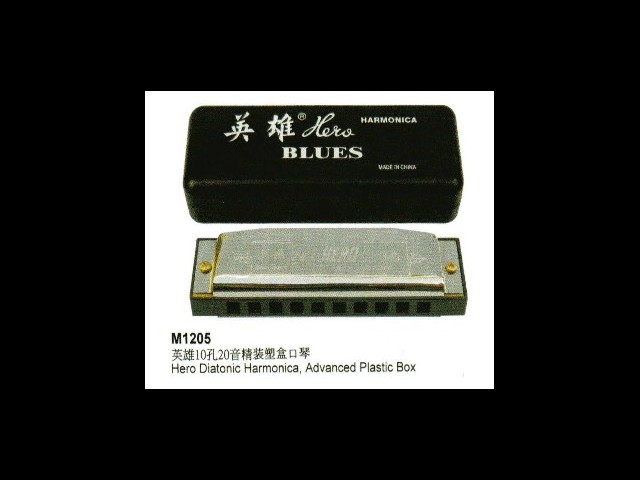 英雄® Hero HARMONICA
BLUES
MADE IN CHINA
HERO
M1205
英雄10孔20音精装塑盒口琴
Hero Diatonic Harmonica, Advanced Plastic Box